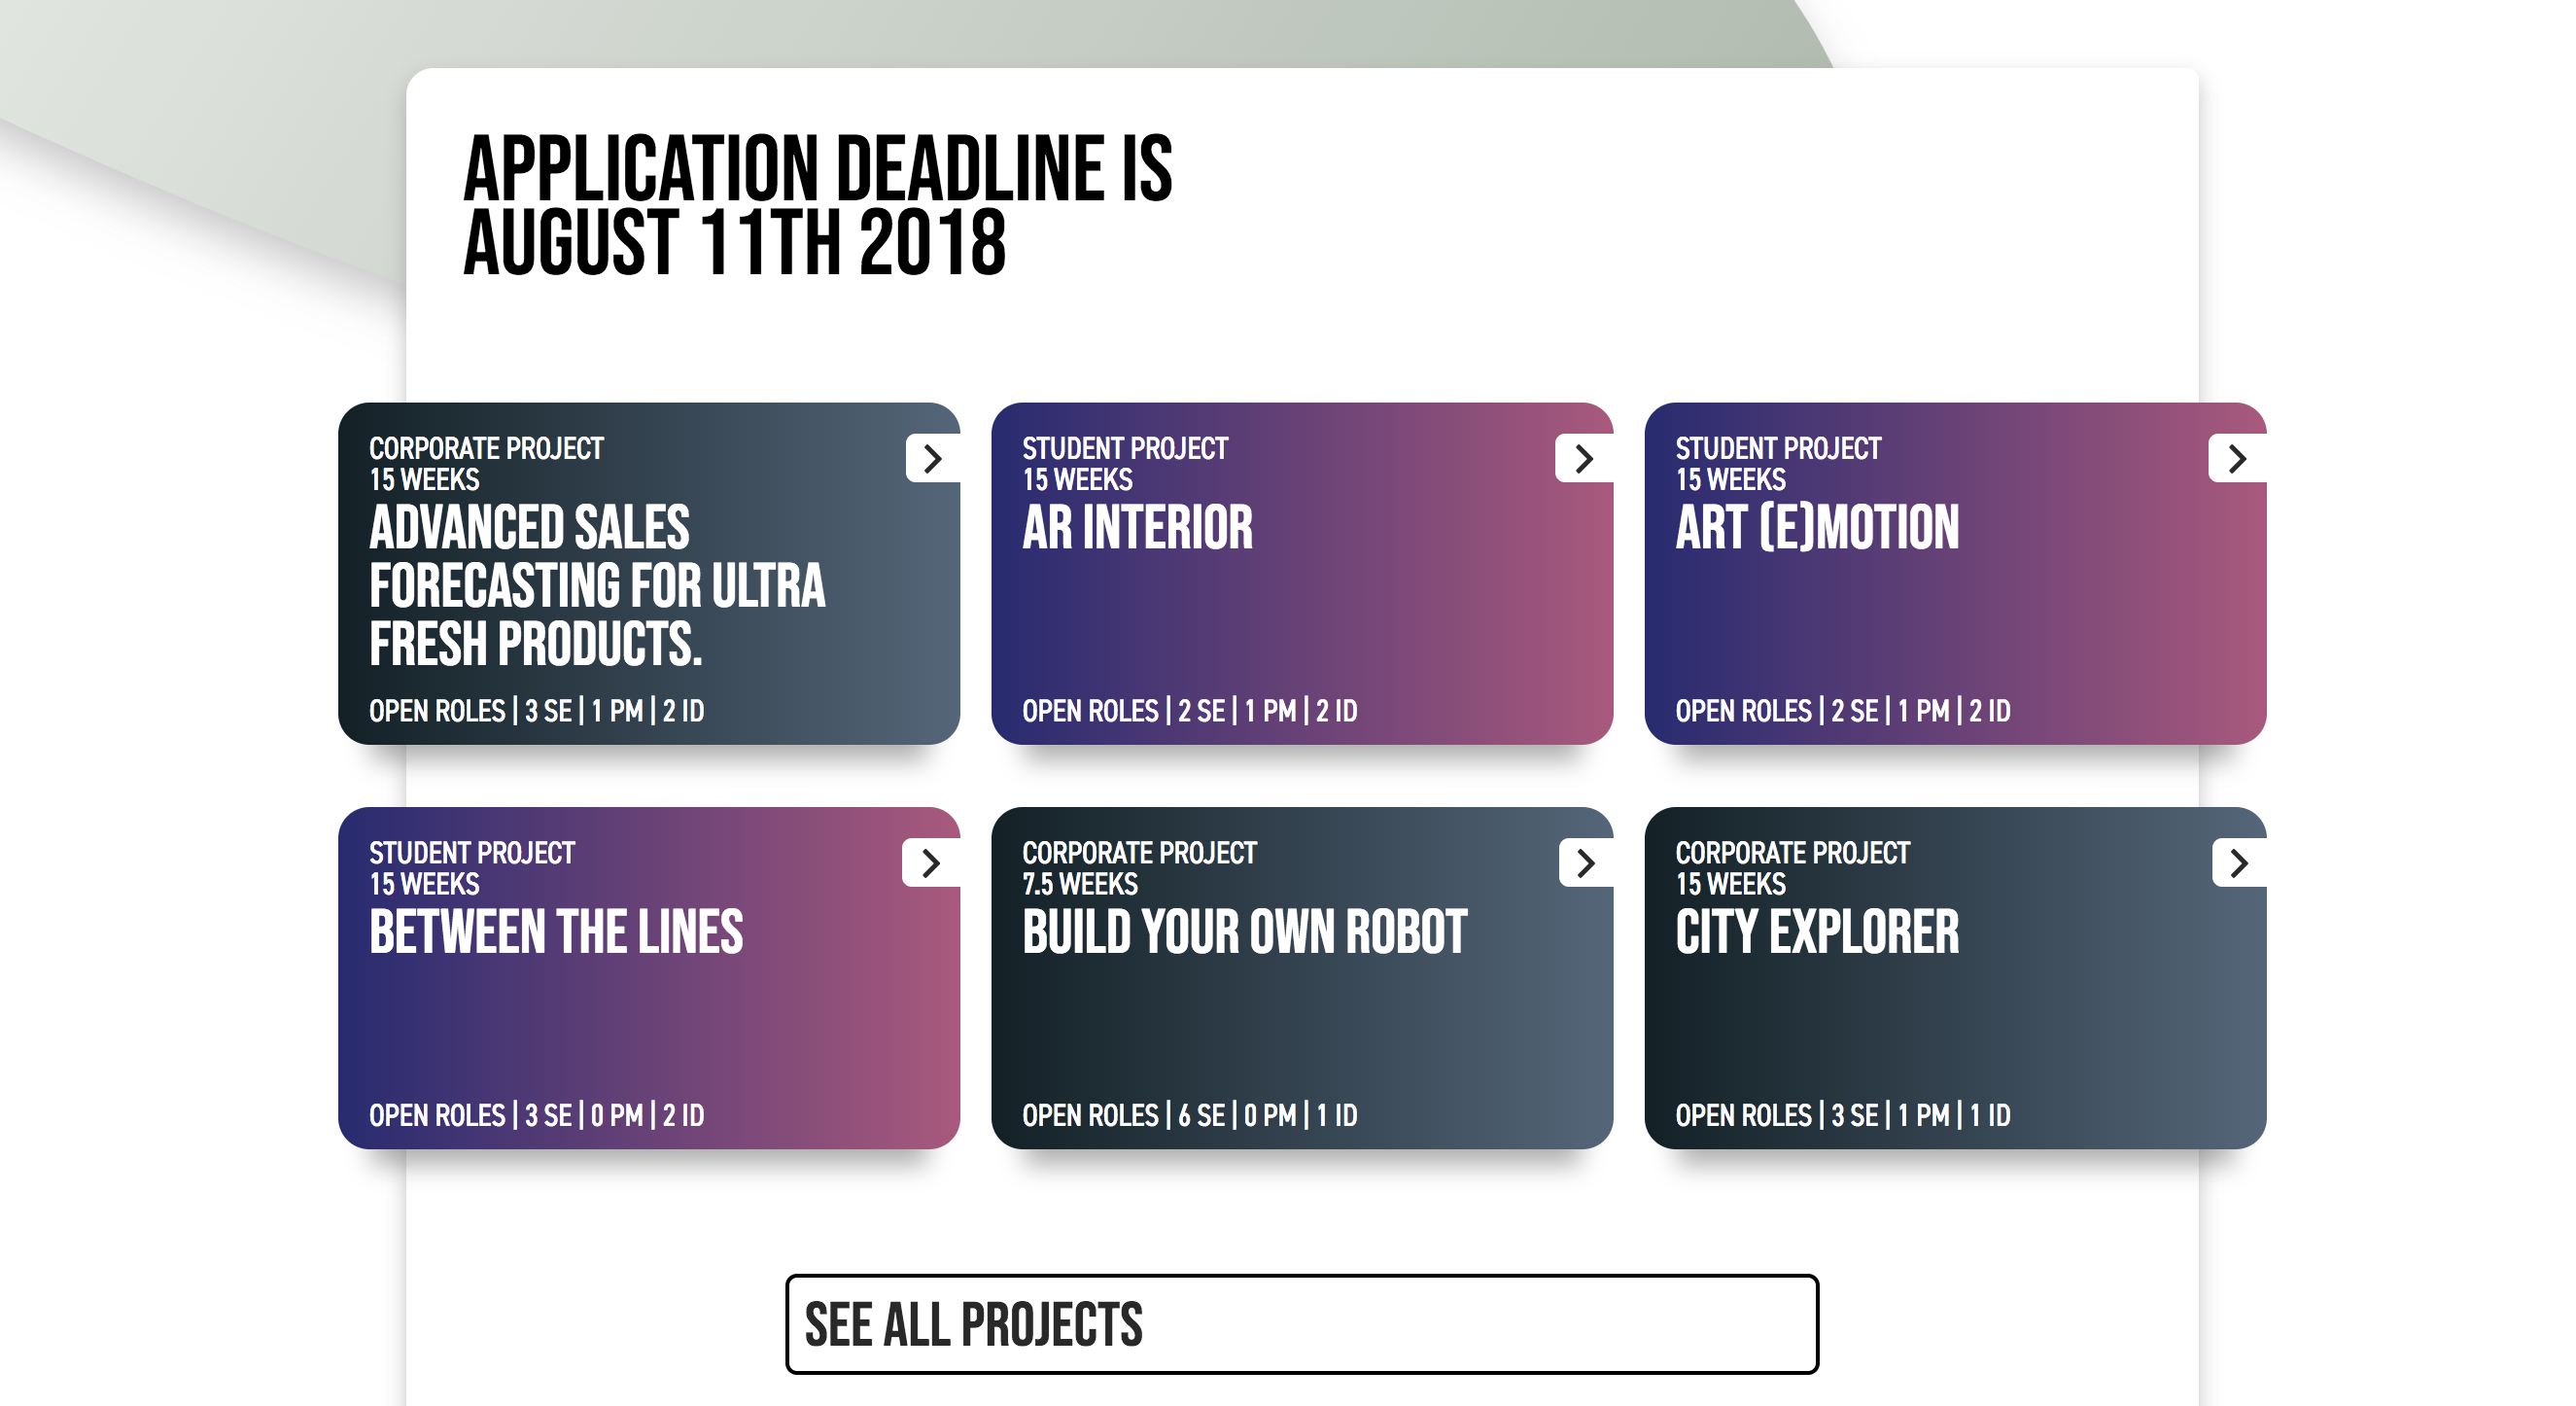 APPLICATION DEADLINE IS
AUGUST 11TH 2018
CORPORATE PROJECT
15 WEEKS
ADVANCED SALES
FORECASTING FOR ULTRA
FRESH PRODUCTS.
OPEN ROLES | 3 SE | 1 PM | 2 ID
STUDENT PROJECT
15 WEEKS
AR INTERIOR
OPEN ROLES | 2 SE | 1 PM | 2 ID
STUDENT PROJECT
15 WEEKS
ART (E)MOTION
OPEN ROLES | 2 SE | 1 PM | 2 ID
STUDENT PROJECT
15 WEEKS
BETWEEN THE LINES
OPEN ROLES | 3 SE | 0 PM | 2 ID
CORPORATE PROJECT
7.5 WEEKS
BUILD YOUR OWN ROBOT
OPEN ROLES | 6 SE | 0 PM | 1 ID
CORPORATE PROJECT
15 WEEKS
CITY EXPLORER
OPEN ROLES | 3 SE | 1 PM | 1 ID
SEE ALL PROJECTS